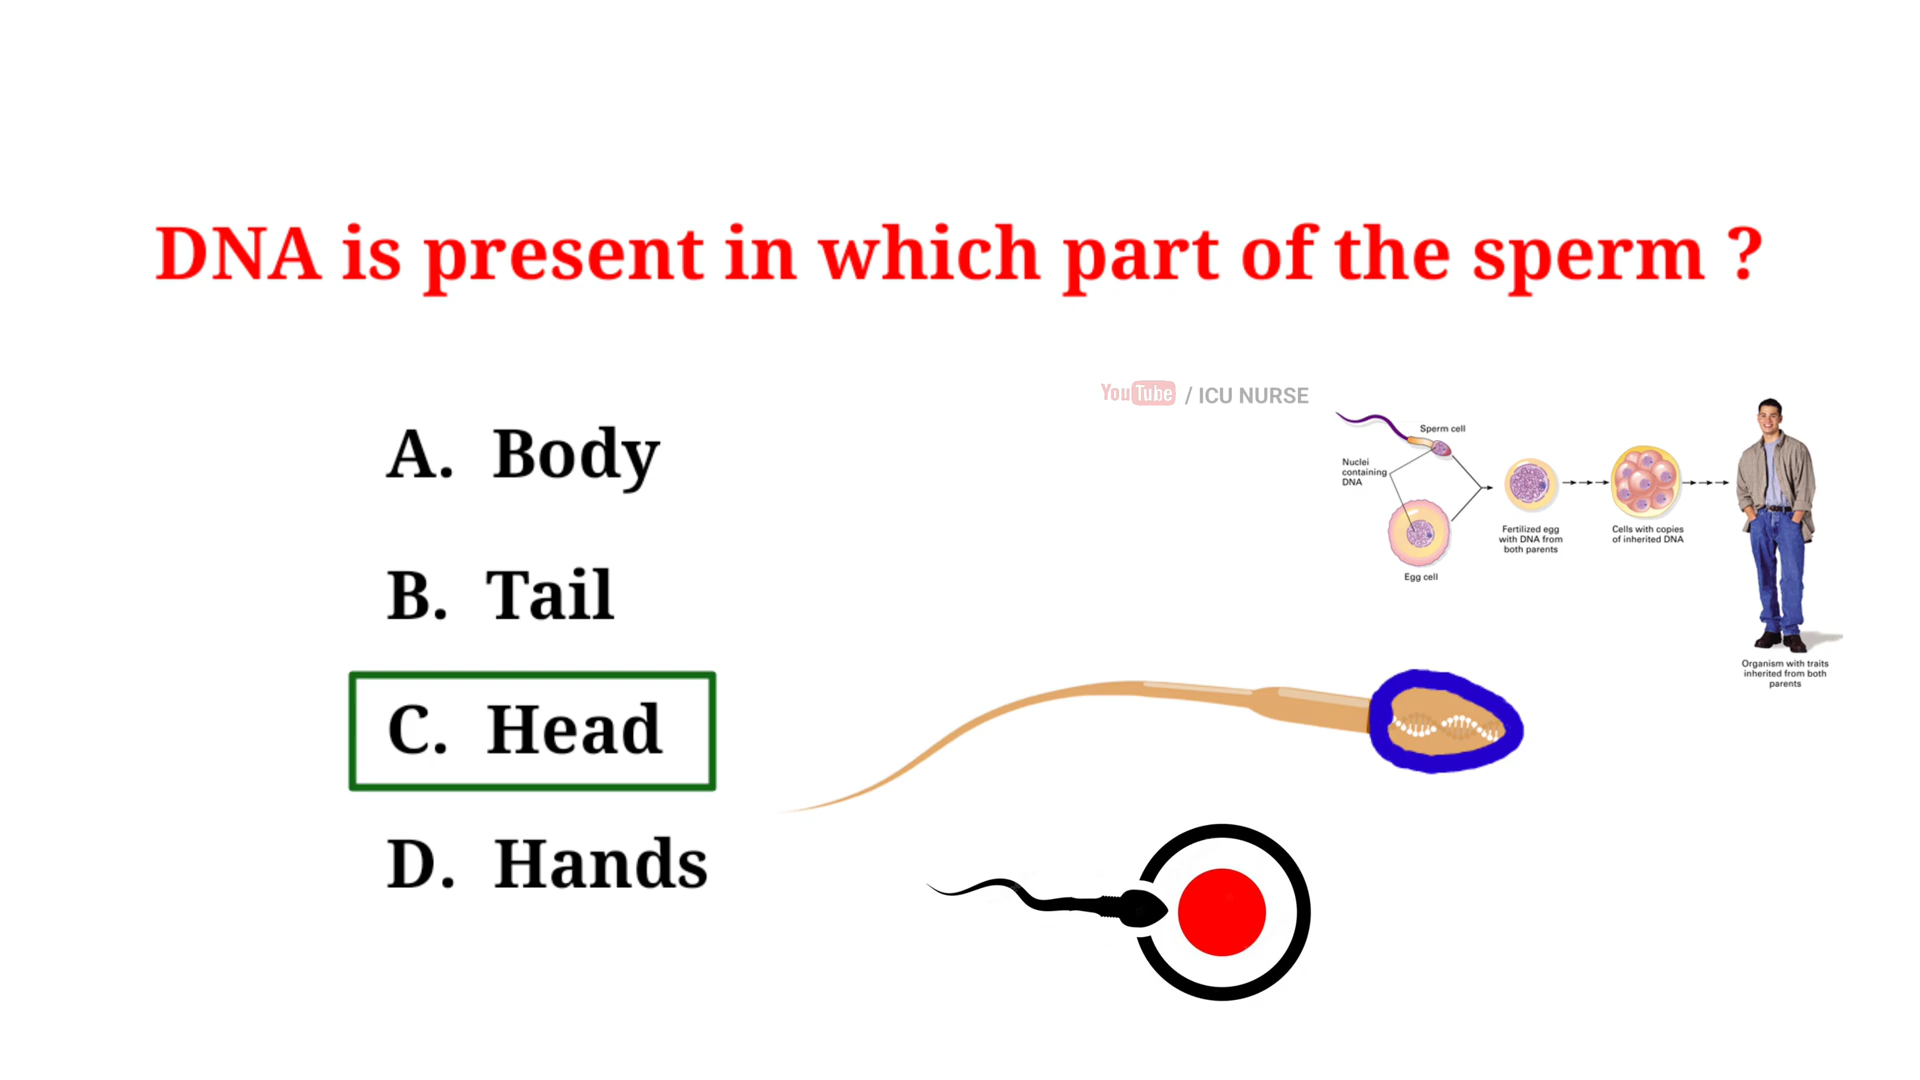 DNA is present in which part of the sperm ?
A. Body
B. Tail
C. Head
D. Hands
YouTube / ICU NURSE
Sperm cell
Nuclei
containing
DNA
Egg cell
Fertilized egg
with DNA from
both parents
Cells with copies
of inherited DNA
Organism with traits
inherited from both
parents